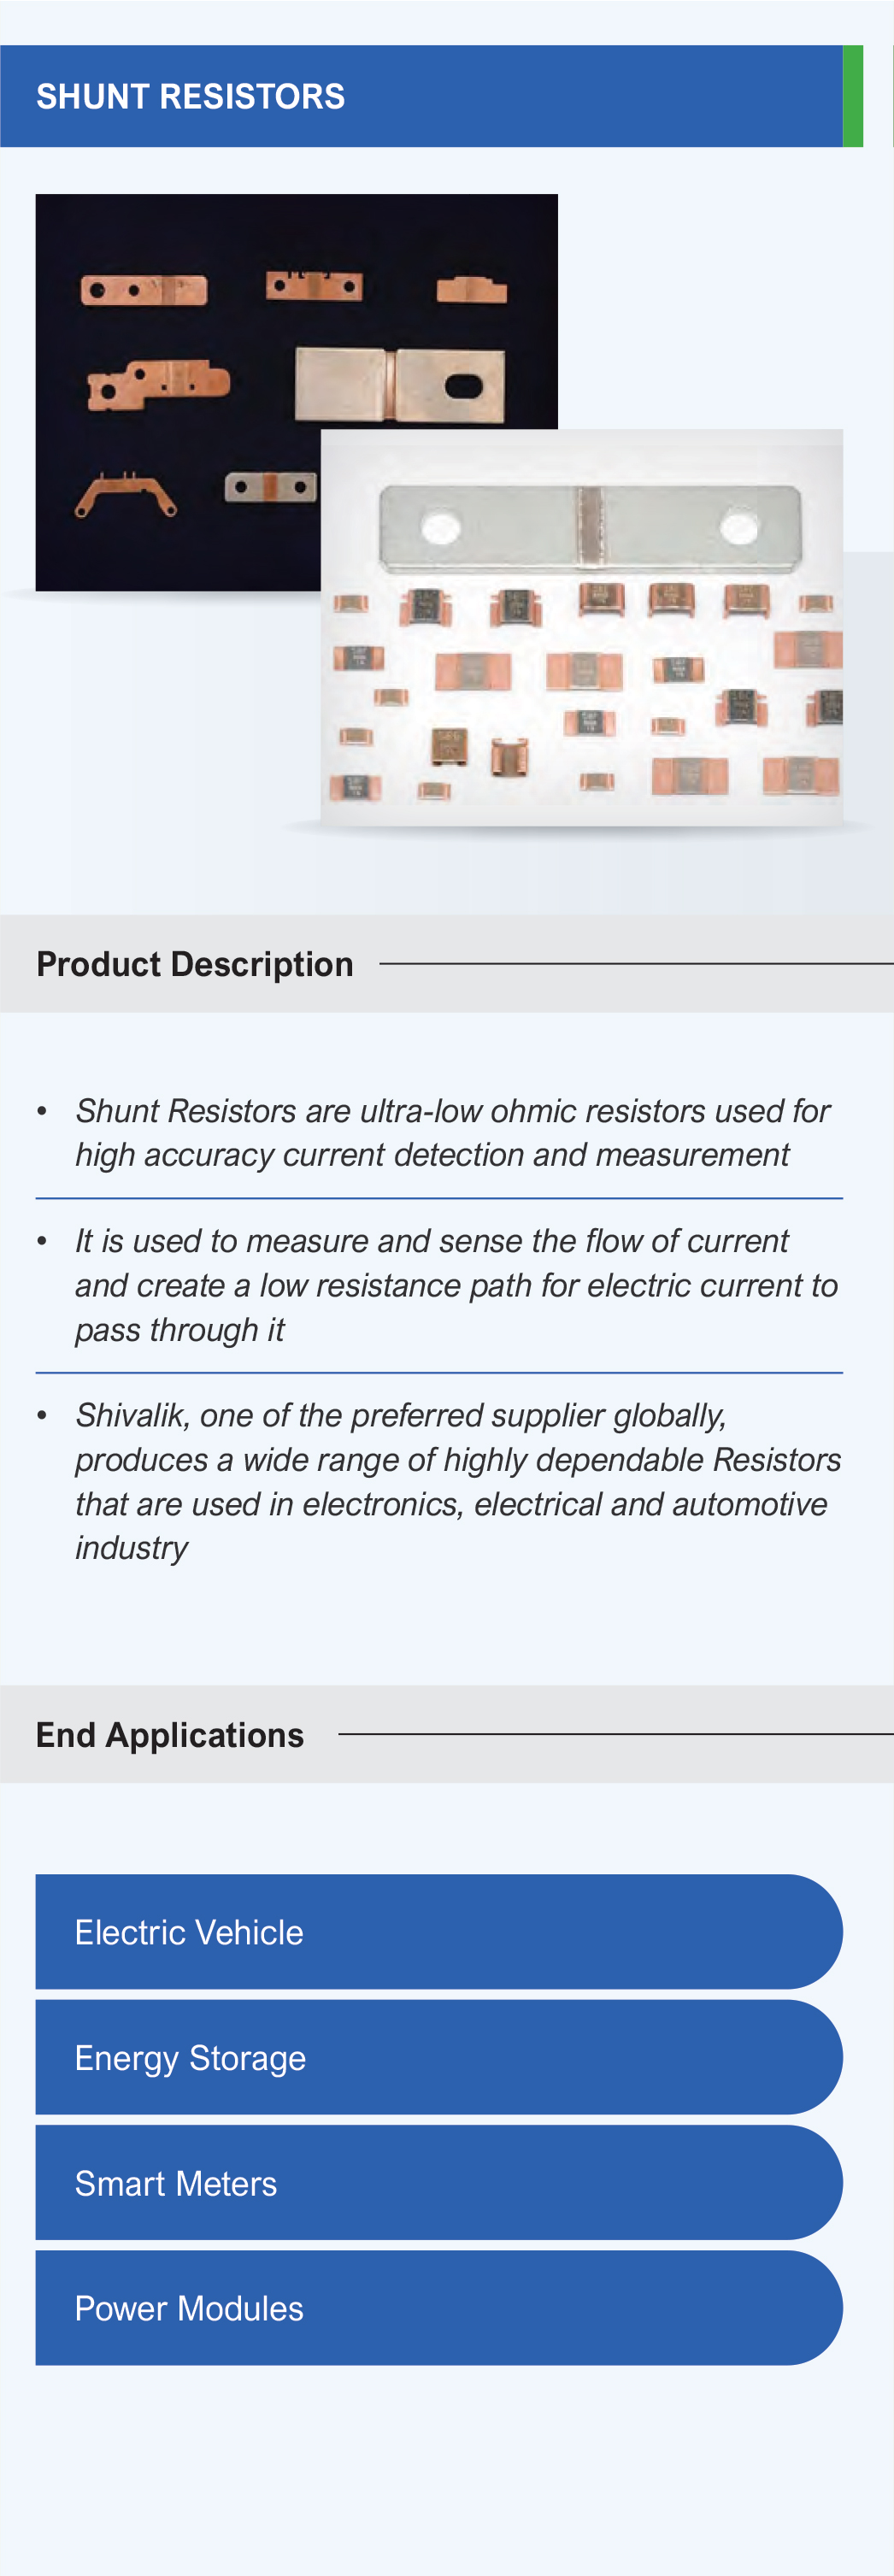 SHUNT RESISTORS
Product Description
• Shunt Resistors are ultra-low ohmic resistors used for
high accuracy current detection and measurement
• It is used to measure and sense the flow of current
and create a low resistance path for electric current to
pass through it
• Shivalik, one of the preferred supplier globally,
produces a wide range of highly dependable Resistors
that are used in electronics, electrical and automotive
industry
End Applications
Electric Vehicle
Energy Storage
Smart Meters
Power Modules